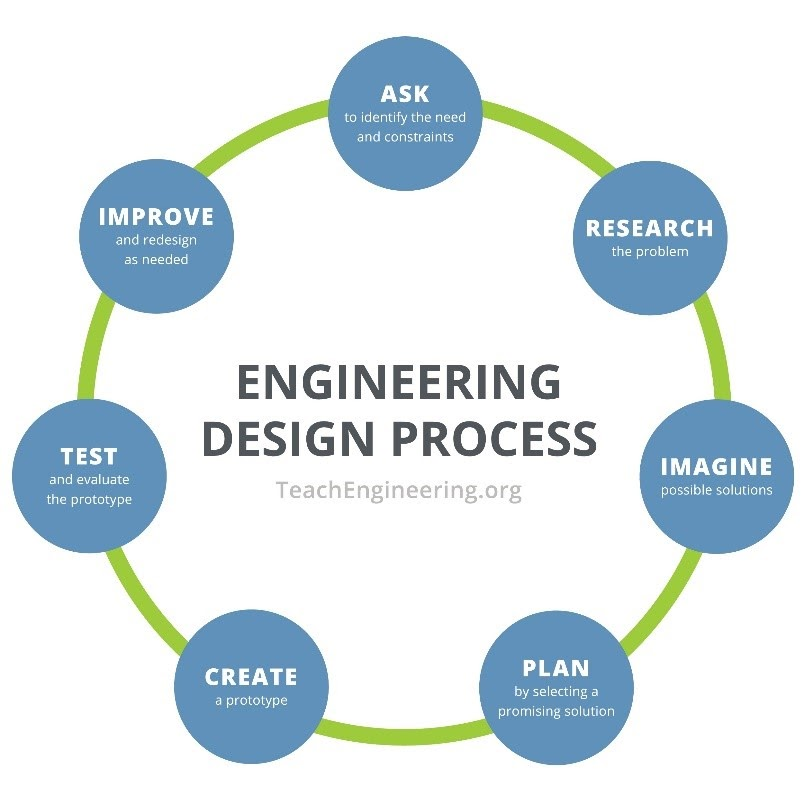 ASK
to identify the need
and constraints
RESEARCH
the problem
IMAGINE
possible solutions
PLAN
by selecting a
promising solution
CREATE
a prototype
TEST
and evaluate
the prototype
IMPROVE
and redesign
as needed
ENGINEERING
DESIGN PROCESS
TeachEngineering.org